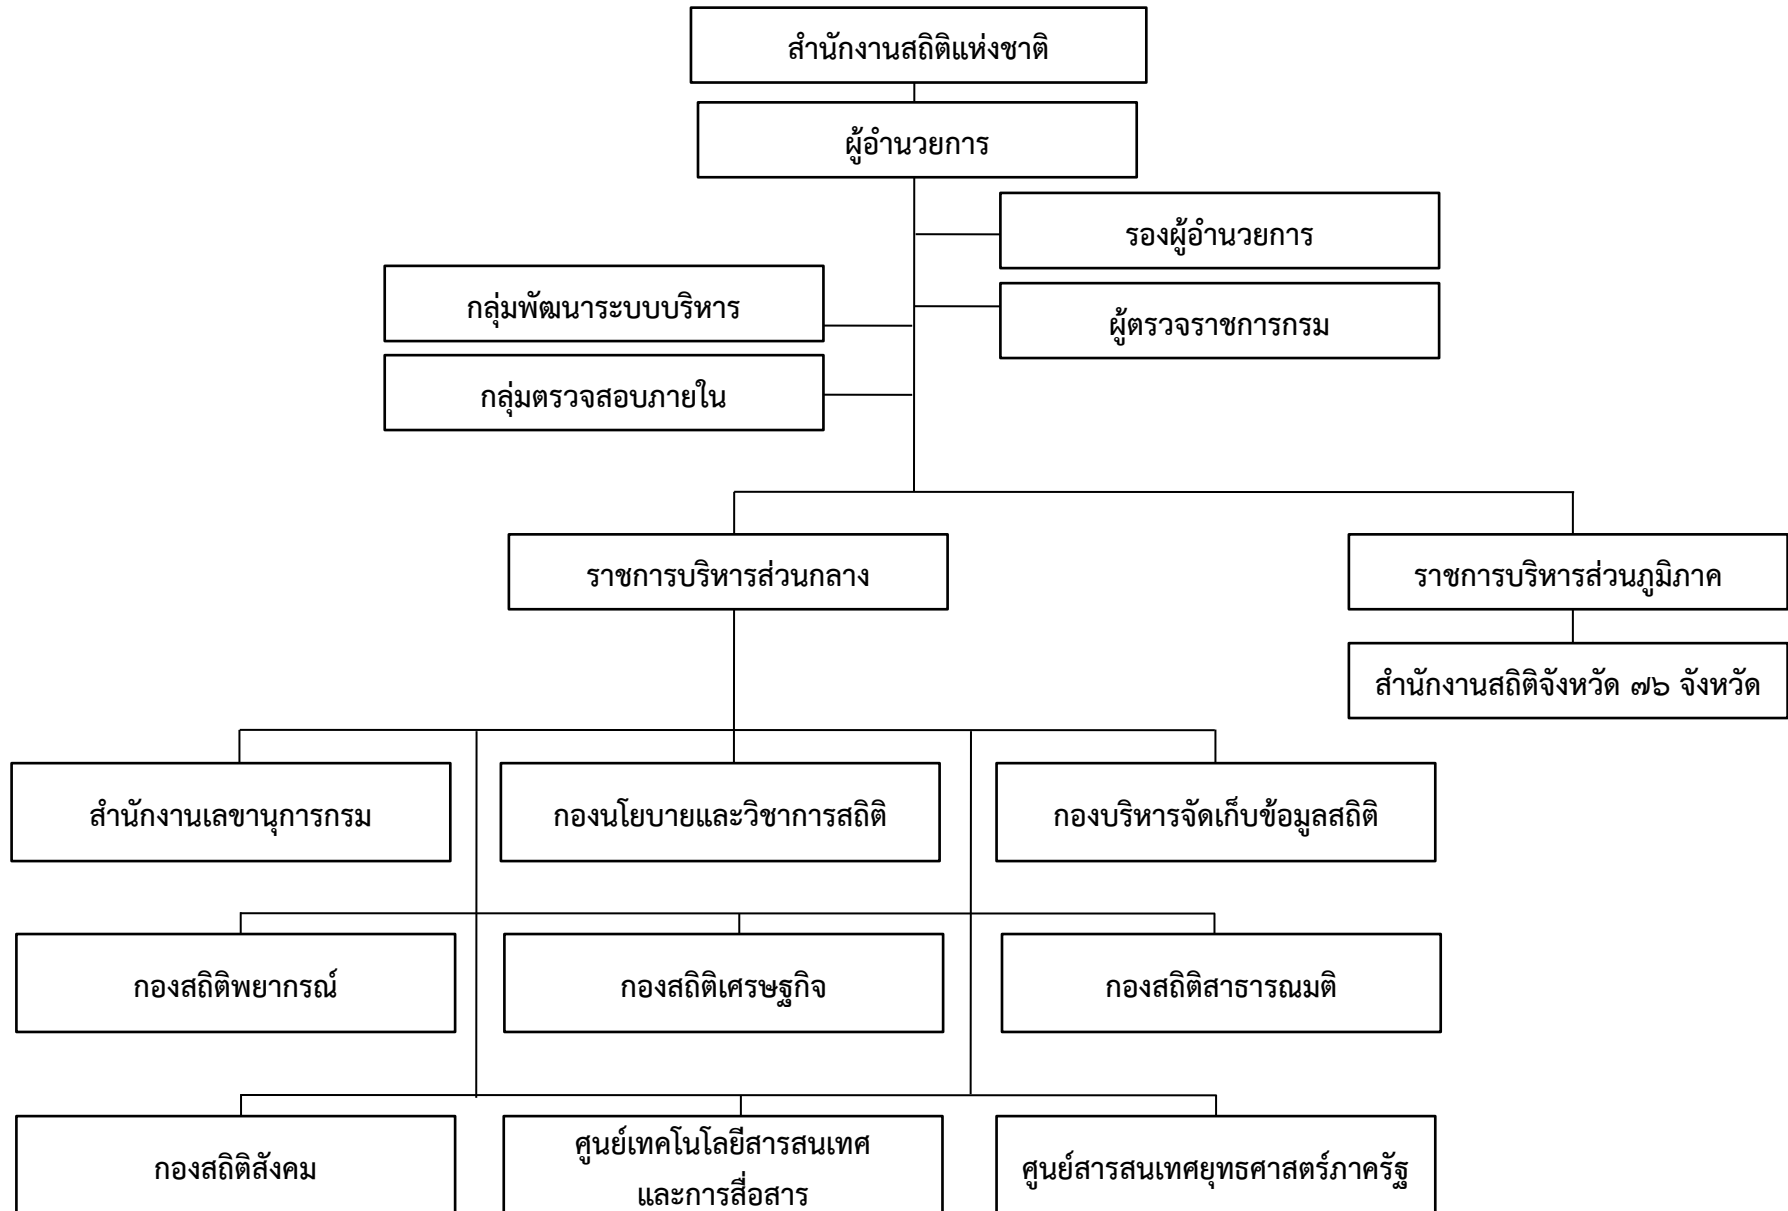 สำนักงานสถิติแห่งชาติ
ผู้อำนวยการ
รองผู้อำนวยการ
กลุ่มพัฒนาระบบบริหาร
ผู้ตรวจราชการกรม
กลุ่มตรวจสอบภายใน
ราชการบริหารส่วนกลาง
ราชการบริหารส่วนภูมิภาค
สำนักงานสถิติจังหวัด ๗๖ จังหวัด
สำนักงานเลขานุการกรม
กองนโยบายและวิชาการสถิติ
กองบริหารจัดเก็บข้อมูลสถิติ
กองสถิติพยากรณ์
กองสถิติเศรษฐกิจ
กองสถิติสาธารณมติ
กองสถิติสังคม
ศูนย์เทคโนโลยีสารสนเทศ
และการสื่อสาร
ศูนย์สารสนเทศยุทธศาสตร์ภาครัฐ